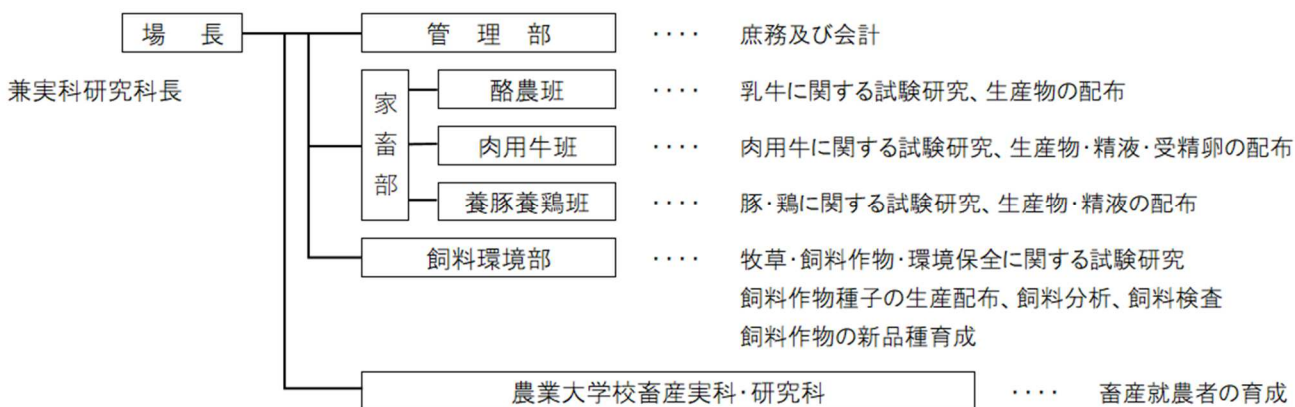 場　長　管　理　部　････　庶務及び会計
兼実科研究科長
家畜部
酪農班　････　乳牛に関する試験研究、生産物の配布
肉用牛班　････　肉用牛に関する試験研究、生産物･精液･受精卵の配布
養豚養鶏班　････　豚･鶏に関する試験研究、生産物･精液の配布
飼料環境部　････　牧草･飼料作物･環境保全に関する試験研究
飼料作物種子の生産配布、飼料分析、飼料検査
飼料作物の新品種育成
農業大学校畜産実科･研究科　････　畜産就農者の育成